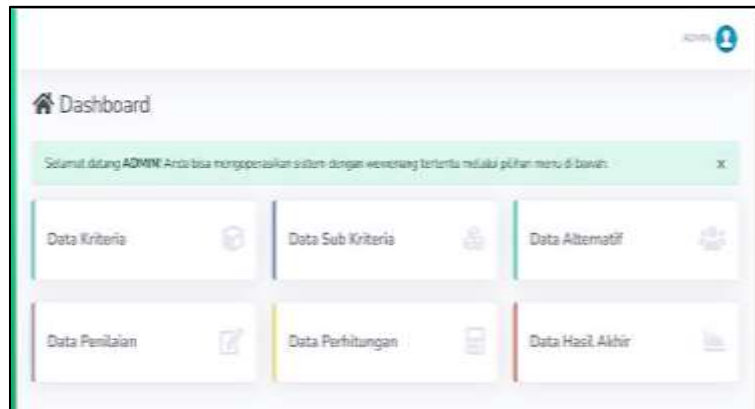 ADMIN
Dashboard
Selamat datang ADMIN! Anda bisa mengoperasikan sistem dengan wewenang tertentu melalui pilihan menu di bawah. x
Data Kriteria Data Sub Kriteria Data Alternatif
Data Penilaian Data Perhitungan Data Hasil Akhir